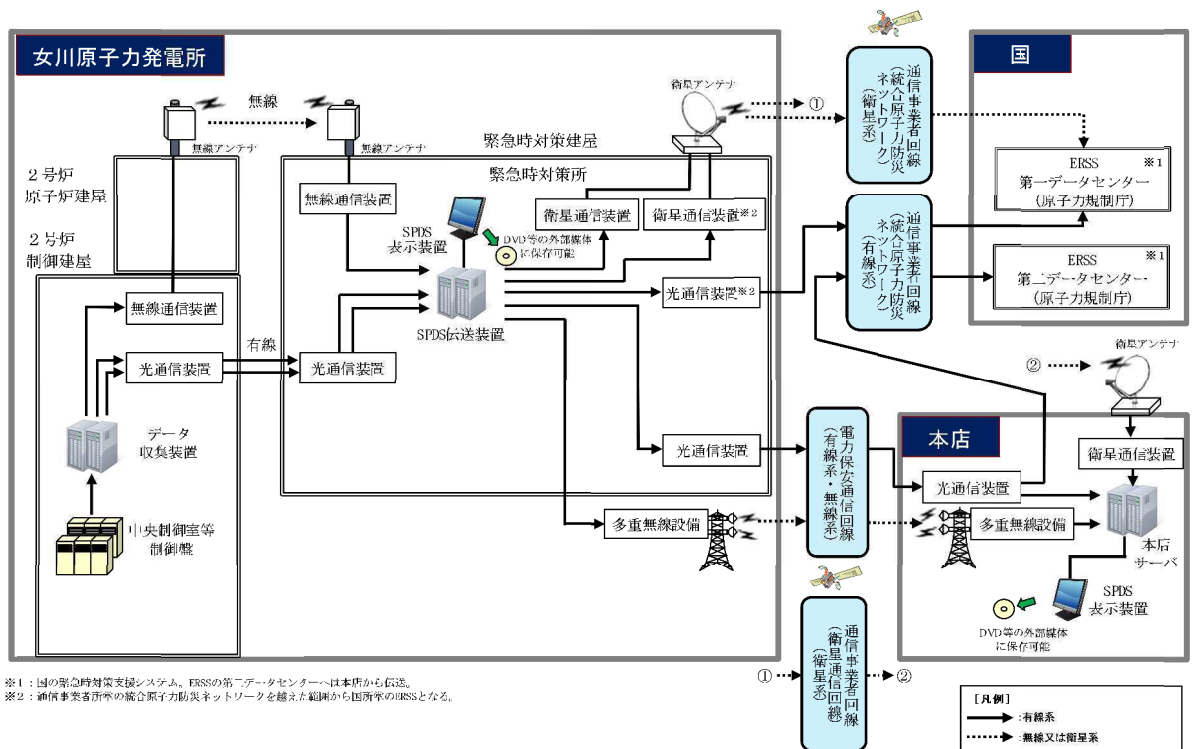 女川原子力発電所
無線
無線アンテナ
無線アンテナ
衛星アンテナ
①
2号炉
原子炉建屋
2号炉
制御建屋
緊急時対策建屋
緊急時対策所
無線通信装置
SPDS
表示装置
DVD等の外部媒体
に保存可能
衛星通信装置
衛星通信装置※2
光通信装置※2
SPDS伝送装置
無線通信装置
光通信装置
有線
光通信装置
データ
収集装置
中央制御室等
制御盤
光通信装置
多重無線設備
通信事業者回線
(統合原子力防災
ネットワーク)
(衛星系)
通信事業者回線
(統合原子力防災
ネットワーク)
(有線系)
電力保安通信回線
(有線系・無線系)
通信事業者回線
(衛星通信回線)
(衛星系)
①
②
国
ERSS ※1
第一データセンター
(原子力規制庁)
ERSS ※1
第二データセンター
(原子力規制庁)
衛星アンテナ
②
本店
衛星通信装置
光通信装置
多重無線設備
本店
サーバ
SPDS
表示装置
DVD等の外部媒体
に保存可能
※1:国の緊急時対策支援システム。ERSSの第二データセンターへは本店から伝送。
※2:通信事業者所掌の統合原子力防災ネットワークを越えた範囲から国所掌のERSSとなる。
[凡例]
:有線系
:無線又は衛星系